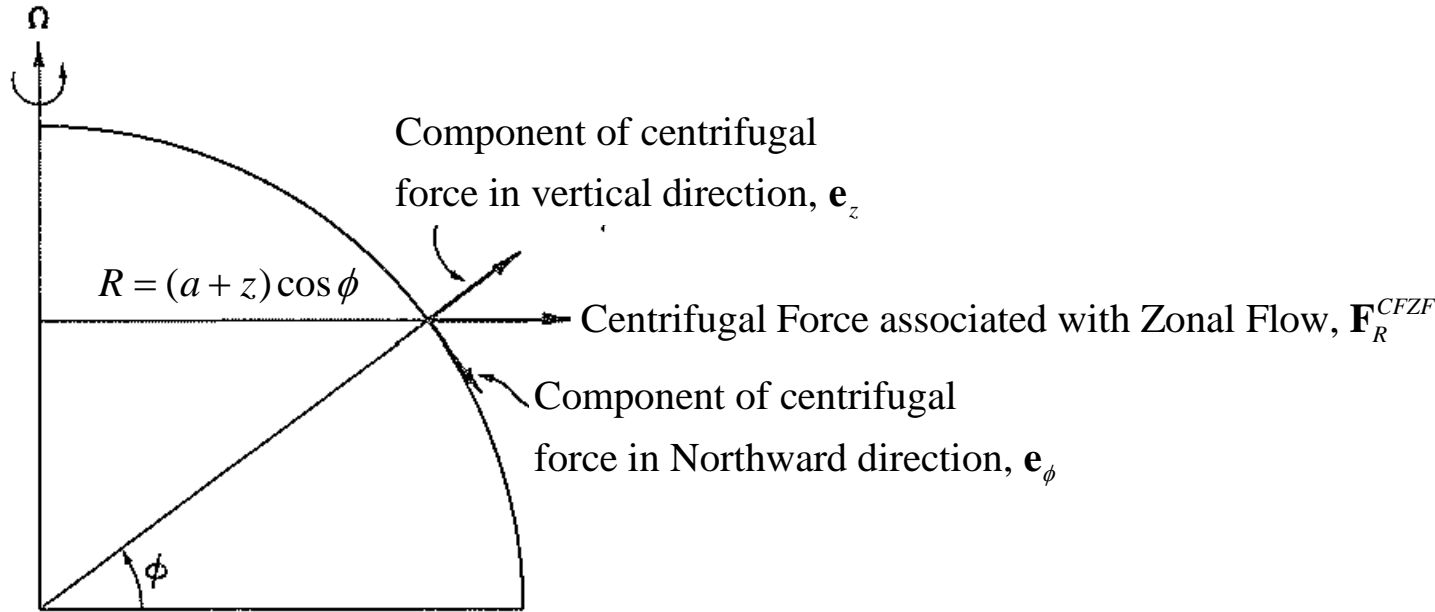 Ω
Component of centrifugal
force in vertical direction, e_z
R = (a + z) cos ϕ
Centrifugal Force associated with Zonal Flow, F_R^{CFZF}
Component of centrifugal
force in Northward direction, e_ϕ
ϕ